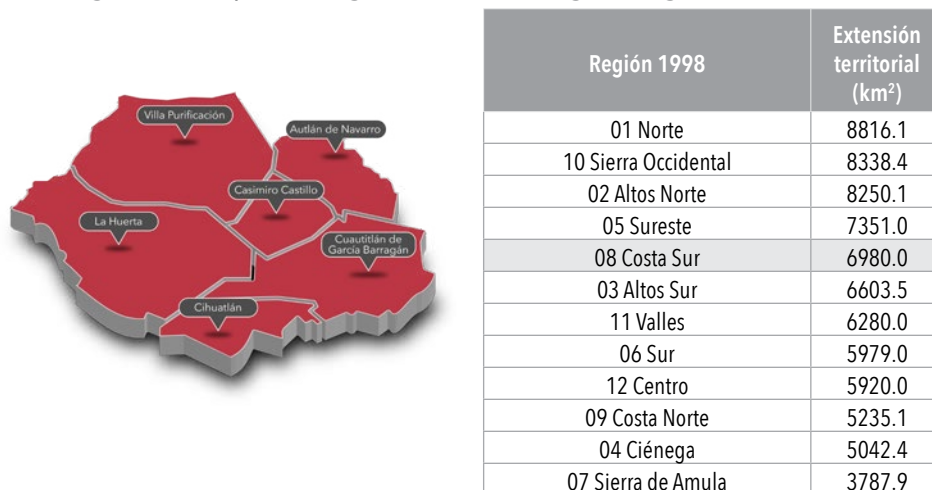 Villa Purificación
Autlán de Navarro
Casimiro Castillo
La Huerta
Cuautitlán de
García Barragán
Cihuatlán
Región 1998 Extensión
territorial
(km²)
01 Norte 8816.1
10 Sierra Occidental 8338.4
02 Altos Norte 8250.1
05 Sureste 7351.0
08 Costa Sur 6980.0
03 Altos Sur 6603.5
11 Valles 6280.0
06 Sur 5979.0
12 Centro 5920.0
09 Costa Norte 5235.1
04 Ciénega 5042.4
07 Sierra de Amula 3787.9